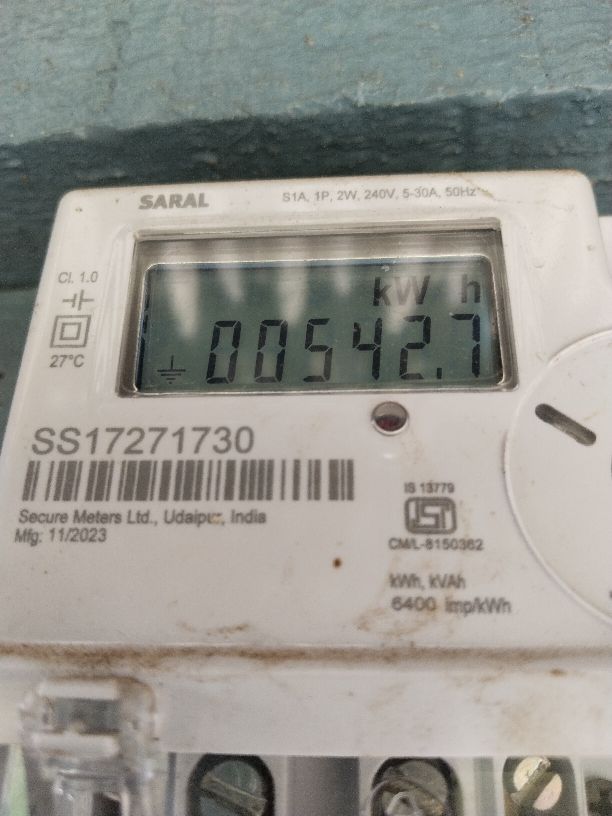 SARAL
S1A, 1P, 2W, 240V, 5-30A, 50Hz
Cl. 1.0
27°C
kW h
00542.7
SS17271730
Secure Meters Ltd., Udaipur, India
Mfg: 11/2023
IS 13779
ISI
CM/L-8150362
kWh, kVAh
6400 imp/kWh